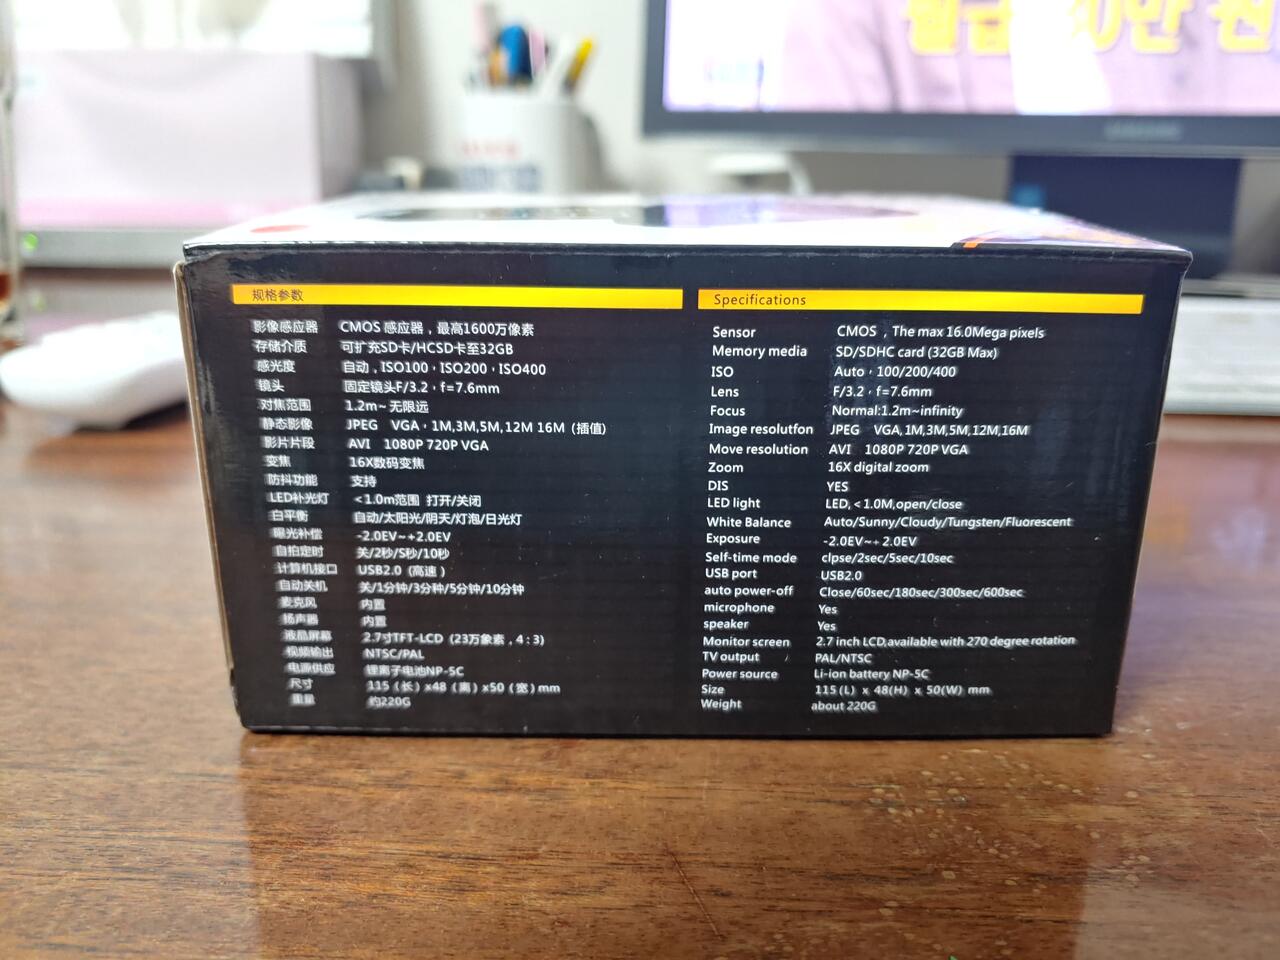 월급 0만 원
SAMSUNG
规格参数
影像感应器 CMOS 感应器，最高1600万像素
存储介质 可扩充SD卡/HCSD卡至32GB
感光度 自动，ISO100，ISO200，ISO400
镜头 固定镜头F/3.2，f=7.6mm
对焦范围 1.2m~无限远
静态影像 JPEG VGA，1M,3M,5M,12M 16M (插值)
影片片段 AVI 1080P 720P VGA
变焦 16X数码变焦
防抖功能 支持
LED补光灯 <1.0m范围 打开/关闭
白平衡 自动/太阳光/阴天/灯泡/日光灯
曝光补偿 -2.0EV~+2.0EV
自拍定时 关/2秒/5秒/10秒
计算机接口 USB2.0 (高速)
自动关机 关/1分钟/3分种/5分钟/10分钟
麦克风 内置
扬声器 内置
液晶屏幕 2.7寸TFT-LCD (23万象素，4:3)
视频输出 NTSC/PAL
电源供应 锂离子电池NP-5C
尺寸 115(长)x48(高)x50(宽)mm
重量 约220G
Specifications
Sensor CMOS，The max 16.0Mega pixels
Memory media SD/SDHC card (32GB Max)
ISO Auto，100/200/400
Lens F/3.2，f=7.6mm
Focus Normal:1.2m~infinity
Image resolutfon JPEG VGA,1M,3M,5M,12M,16M
Move resolution AVI 1080P 720P VGA
Zoom 16X digital zoom
DIS YES
LED light LED,<1.0M,open/close
White Balance Auto/Sunny/Cloudy/Tungsten/Fluorescent
Exposure -2.0EV~+2.0EV
Self-time mode clpse/2sec/5sec/10sec
USB port USB2.0
auto power-off Close/60sec/180sec/300sec/600sec
microphone Yes
speaker Yes
Monitor screen 2.7 inch LCD,available with 270 degree rotation
TV output PAL/NTSC
Power source Li-ion battery NP-5C
Size 115(L) x 48(H) x 50(W) mm
Weight about 220G